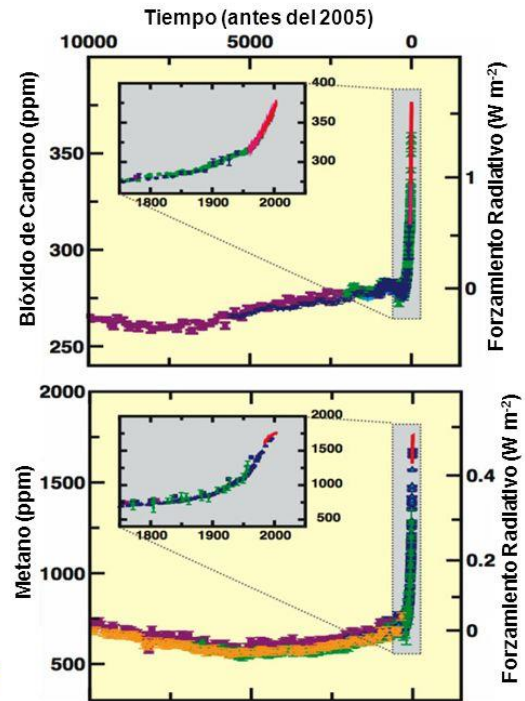 Tiempo (antes del 2005)
10000 5000 0
Bióxido de Carbono (ppm)
350
300
250
400
350
300
1800 1900 2000
1
0
Forzamiento Radiativo (W m-2)
Metano (ppm)
2000
1500
1000
500
2000
1500
1000
500
1800 1900 2000
0.4
0.2
0
Forzamiento Radiativo (W m-2)